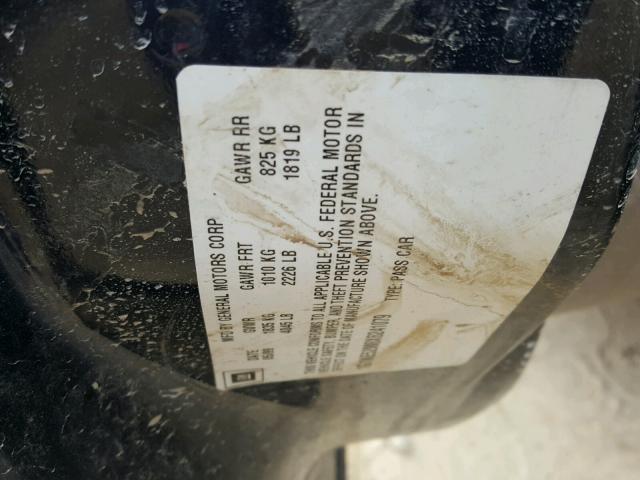 MFD BY GENERAL MOTORS CORP
DATE GVWR GAWR FRT GAWR RR
1835 KG 1010 KG 825 KG
4045 LB 2226 LB 1819 LB
THIS VEHICLE CONFORMS TO ALL APPLICABLE U.S. FEDERAL MOTOR
VEHICLE SAFETY, BUMPER, AND THEFT PREVENTION STANDARDS IN
EFFECT ON THE DATE OF MANUFACTURE SHOWN ABOVE.
TYPE: PASS CAR